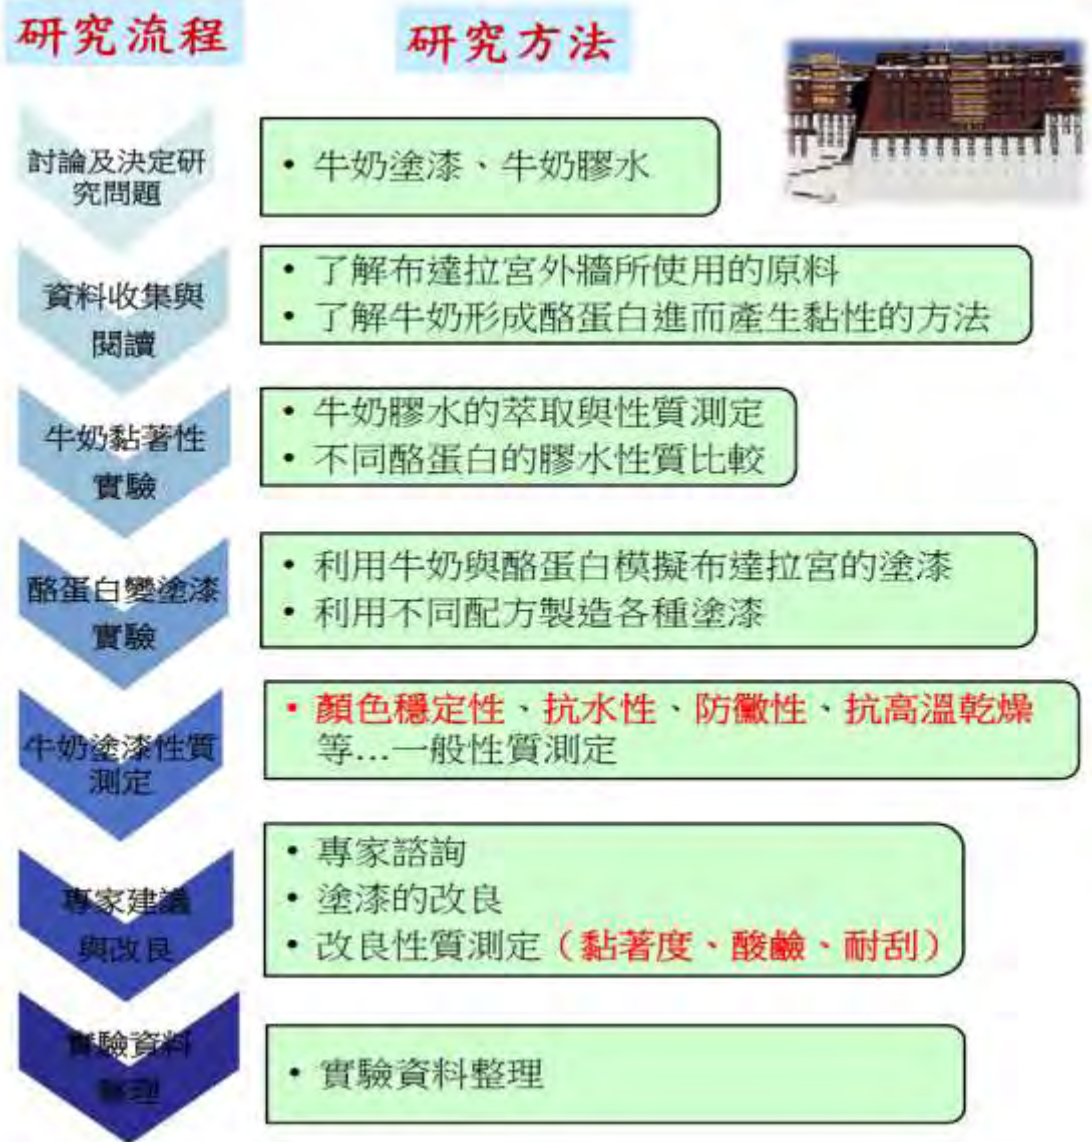 研究流程
研究方法
討論及決定研
究問題
• 牛奶塗漆、牛奶膠水
資料收集與
閱讀
• 了解布達拉宮外牆所使用的原料
• 了解牛奶形成酪蛋白進而產生黏性的方法
牛奶黏著性
實驗
• 牛奶膠水的萃取與性質測定
• 不同酪蛋白的膠水性質比較
酪蛋白變塗漆
實驗
• 利用牛奶與酪蛋白模擬布達拉宮的塗漆
• 利用不同配方製造各種塗漆
牛奶塗漆性質
測定
• 顏色穩定性、抗水性、防黴性、抗高溫乾燥
等...一般性質測定
專家建議
與改良
• 專家諮詢
• 塗漆的改良
• 改良性質測定（黏著度、酸鹼、耐刮）
實驗資料
整理
• 實驗資料整理